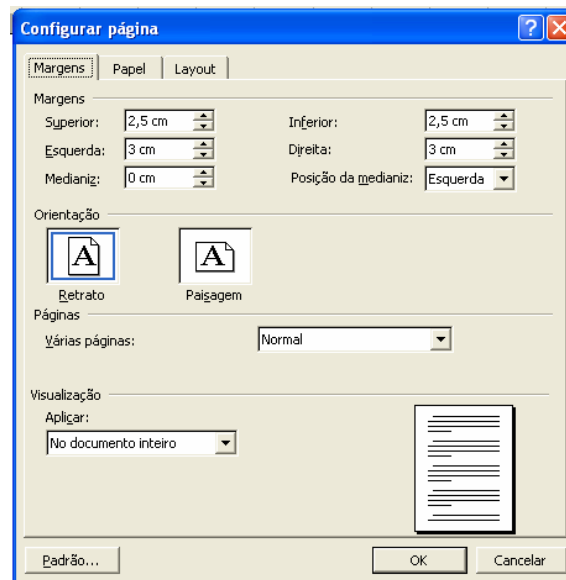 Configurar página
Margens Papel Layout
Margens
Superior: 2,5 cm Inferior: 2,5 cm
Esquerda: 3 cm Direita: 3 cm
Medianiz: 0 cm Posição da medianiz: Esquerda
Orientação
A A
Retrato Paisagem
Páginas
Várias páginas: Normal
Visualização
Aplicar:
No documento inteiro
Padrão... OK Cancelar